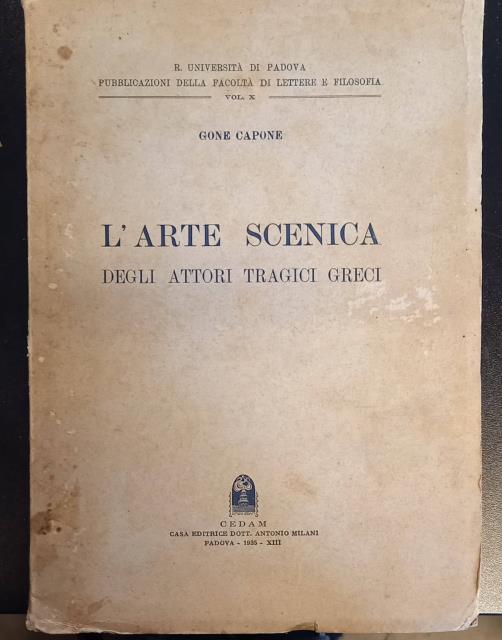 R. UNIVERSITÀ DI PADOVA
PUBBLICAZIONI DELLA FACOLTÀ DI LETTERE E FILOSOFIA
VOL. X
GONE CAPONE
L'ARTE SCENICA
DEGLI ATTORI TRAGICI GRECI
CEDAM
CASA EDITRICE DOTT. ANTONIO MILANI
PADOVA - 1935 - XIII